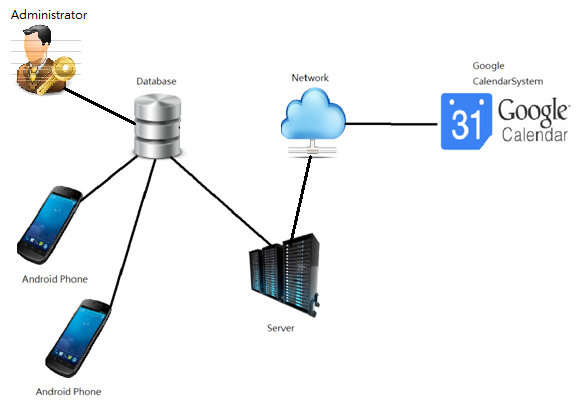 Administrator
Database
Network
Google
CalendarSystem
31
Google
Calendar
Android Phone
Server
Android Phone